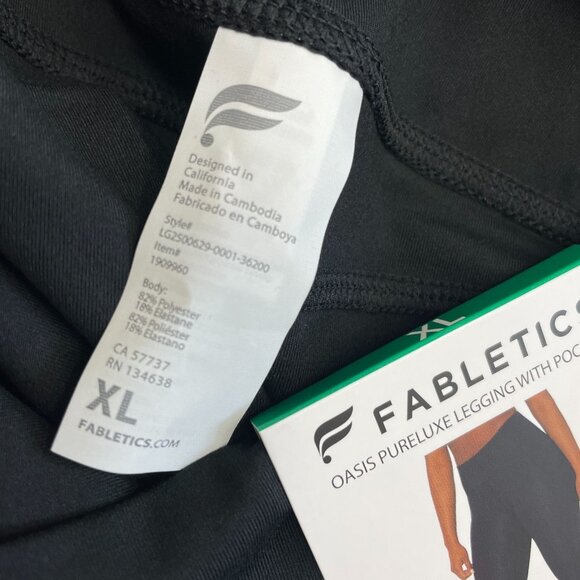 Designed in
California
Made in Cambodia
Fabricado en Camboya
Style#
LG2500629-0001-36200
Item#
1909960
Body:
82% Polyester
18% Elastane
82% Poliéster
18% Elastano
CA 57737
RN 134638
XL
FABLETICS.COM
XL
FABLETICS
OASIS PURELUXE LEGGING WITH POC